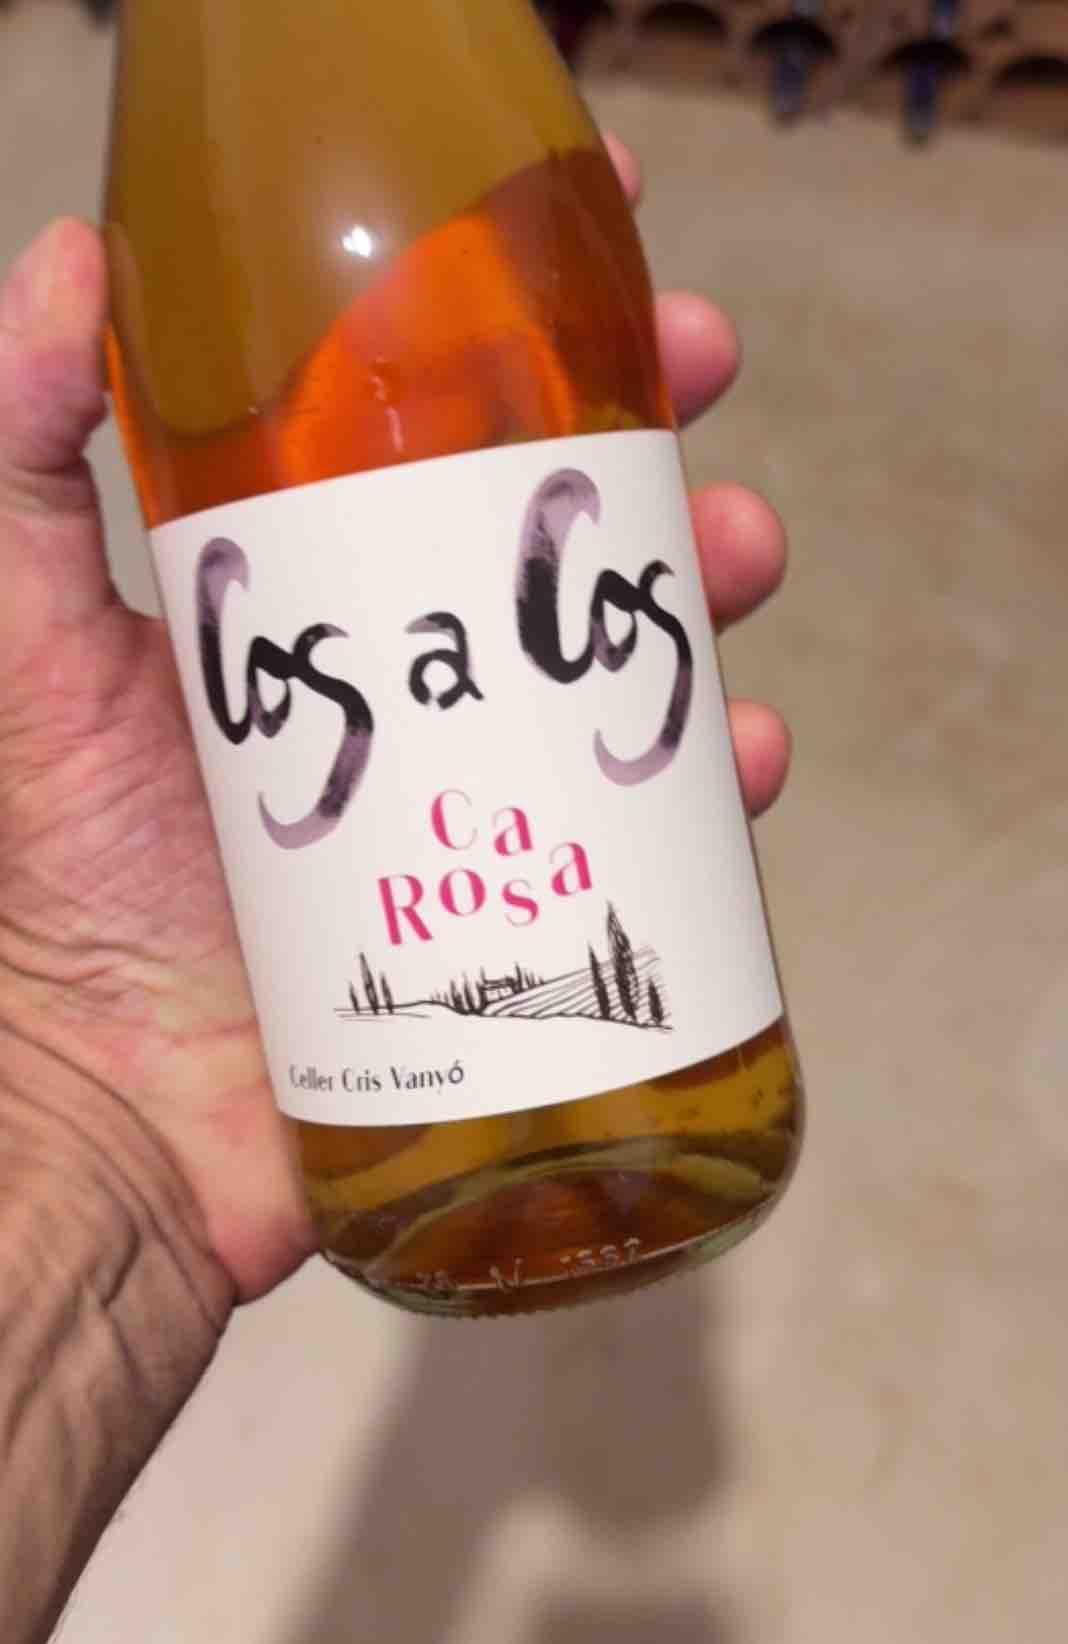 Cos a Cos
Ca
Rosa
Celler Cris Vanyó